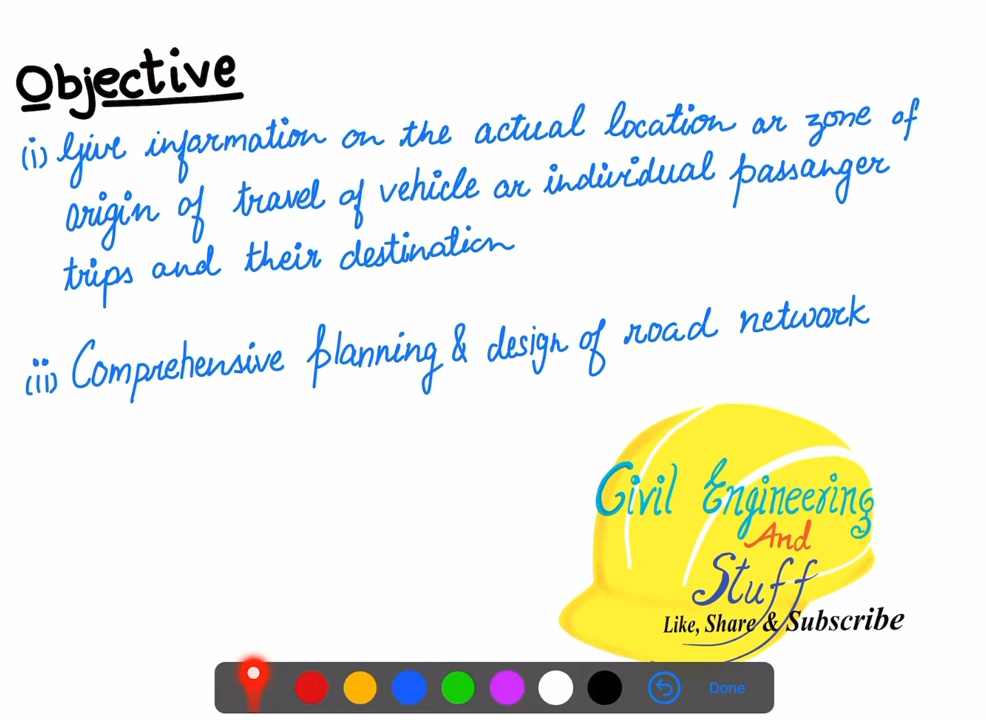 Objective
(i) Give information on the actual location or zone of
origin of travel of vehicle or individual passanger
trips and their destination
(ii) Comprehensive planning & design of road network
Civil Engineering
And
Stuff
Like, Share & Subscribe
Done